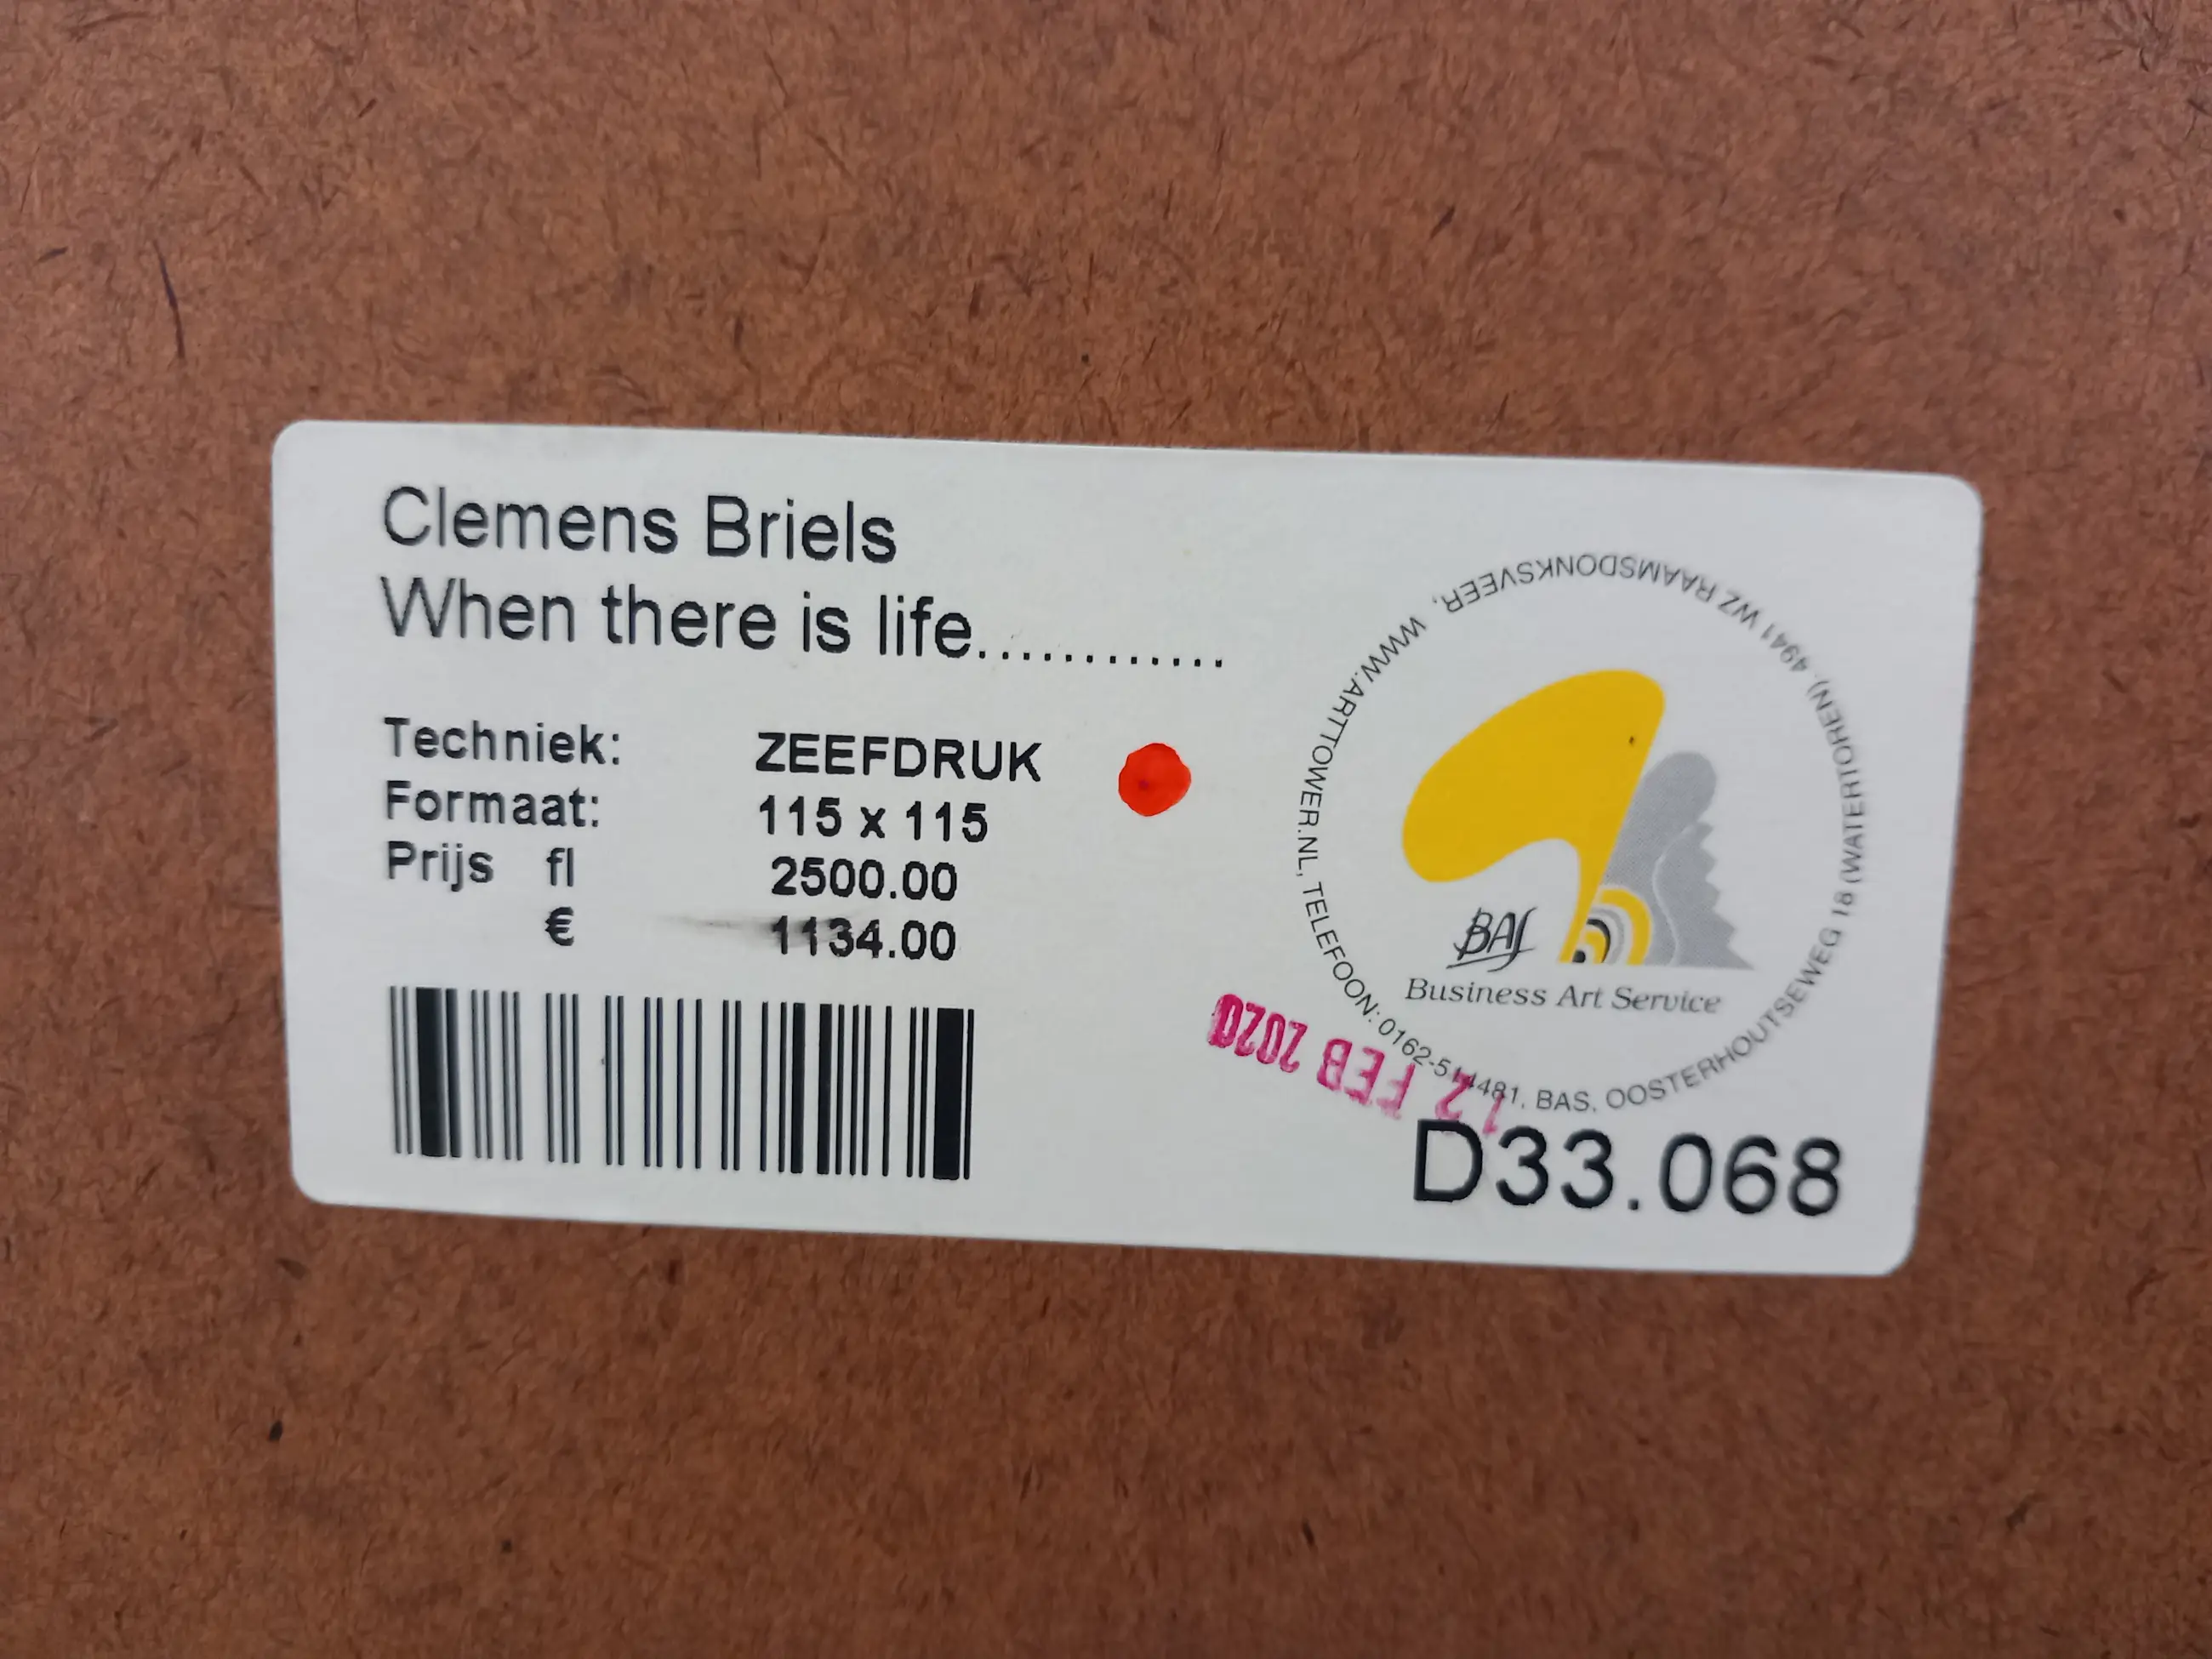 Clemens Briels
When there is life............
Techniek: ZEEFDRUK
Formaat: 115 x 115
Prijs fl 2500.00
€ 1134.00
WWW.ARTTOWER.NL, TELEFOON: 0162-514481. BAS, OOSTERHOUTSEWEG 18 (WATERTOREN), 4941 WZ RAAMSDONKSVEER,
BAS
Business Art Service
12 FEB 2020
D33.068